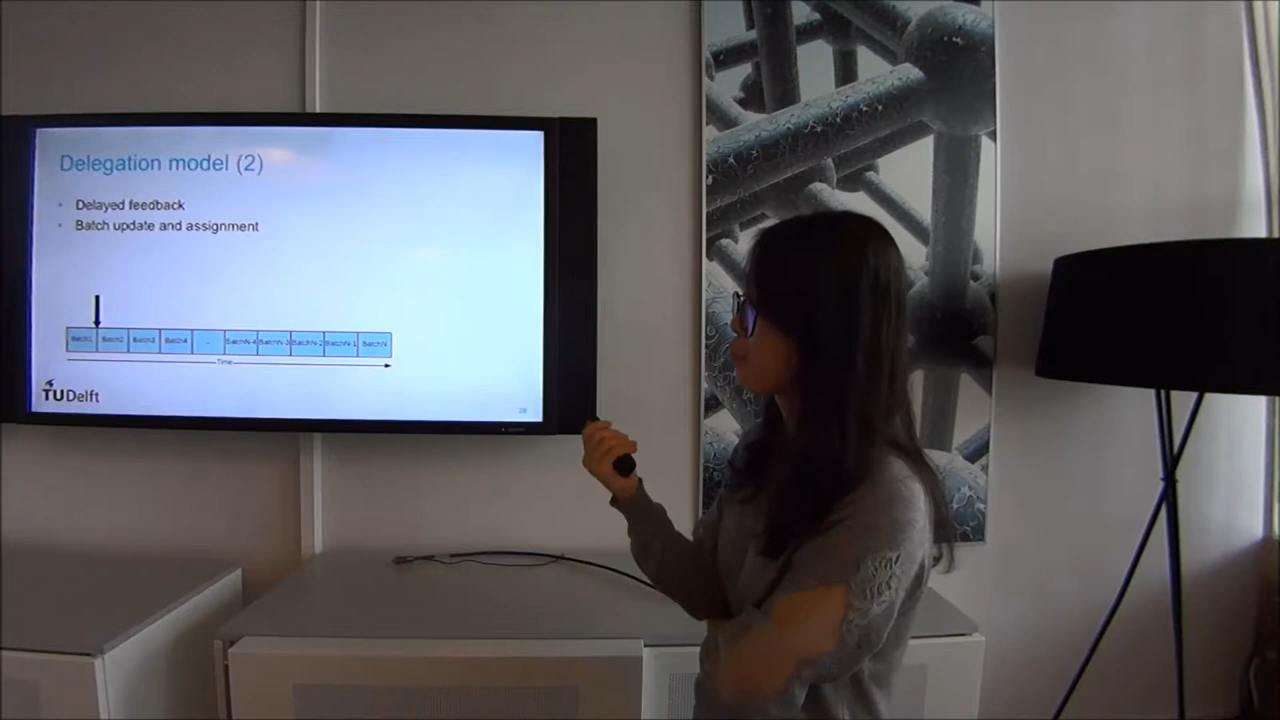 Delegation model (2)
Delayed feedback
Batch update and assignment
Batch1 Batch2 Batch3 Batch4 ... BatchN-4 BatchN-3 BatchN-2 BatchN-1 BatchN
Time
TUDelft
28